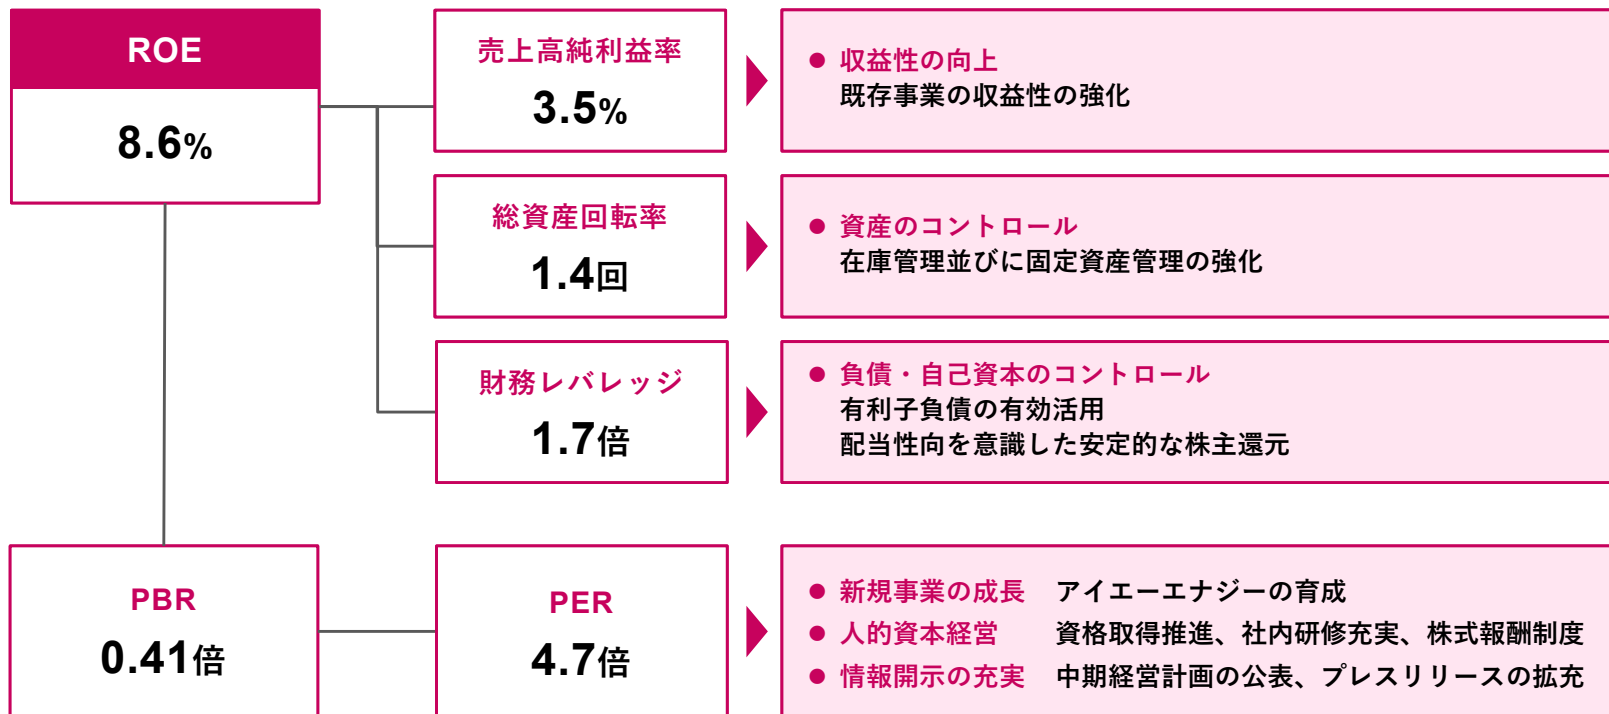 ROE
8.6%
売上高純利益率
3.5%
● 収益性の向上
既存事業の収益性の強化
総資産回転率
1.4回
● 資産のコントロール
在庫管理並びに固定資産管理の強化
財務レバレッジ
1.7倍
● 負債・自己資本のコントロール
有利子負債の有効活用
配当性向を意識した安定的な株主還元
PBR
0.41倍
PER
4.7倍
● 新規事業の成長 アイエーエナジーの育成
● 人的資本経営 資格取得推進、社内研修充実、株式報酬制度
● 情報開示の充実 中期経営計画の公表、プレスリリースの拡充